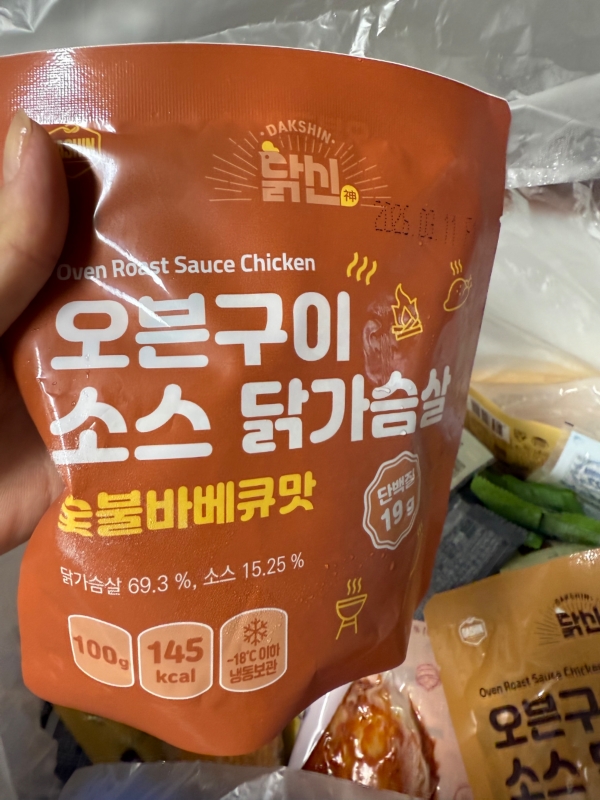 DAKSHIN
닭신
神
Oven Roast Sauce Chicken
오븐구이
소스 닭가슴살
숯불바베큐맛
단백질
19 g
닭가슴살 69.3 %, 소스 15.25 %
100g
145
kcal
-18℃ 이하
냉동보관
DAKSHIN
닭신
Oven Roast Sauce Chicken
오븐구
소스